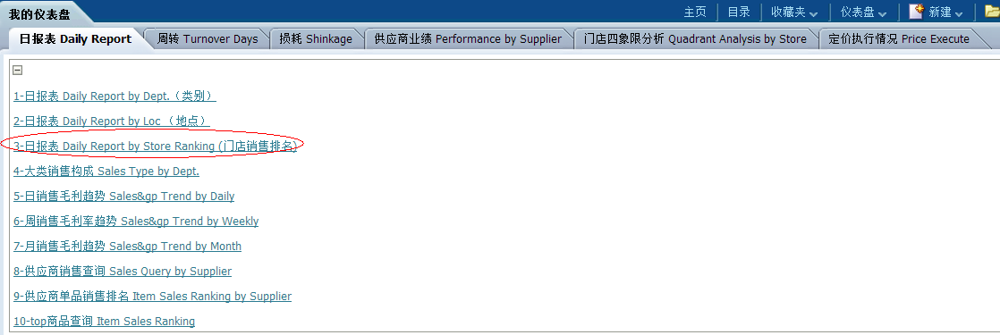 我的仪表盘
主页 目录 收藏夹 仪表盘 新建
日报表 Daily Report 周转 Turnover Days 损耗 Shinkage 供应商业绩 Performance by Supplier 门店四象限分析 Quadrant Analysis by Store 定价执行情况 Price Execute
1-日报表 Daily Report by Dept.（类别）
2-日报表 Daily Report by Loc （地点）
3-日报表 Daily Report by Store Ranking (门店销售排名)
4-大类销售构成 Sales Type by Dept.
5-日销售毛利趋势 Sales&gp Trend by Daily
6-周销售毛利率趋势 Sales&gp Trend by Weekly
7-月销售毛利趋势 Sales&gp Trend by Month
8-供应商销售查询 Sales Query by Supplier
9-供应商单品销售排名 Item Sales Ranking by Supplier
10-top商品查询 Item Sales Ranking